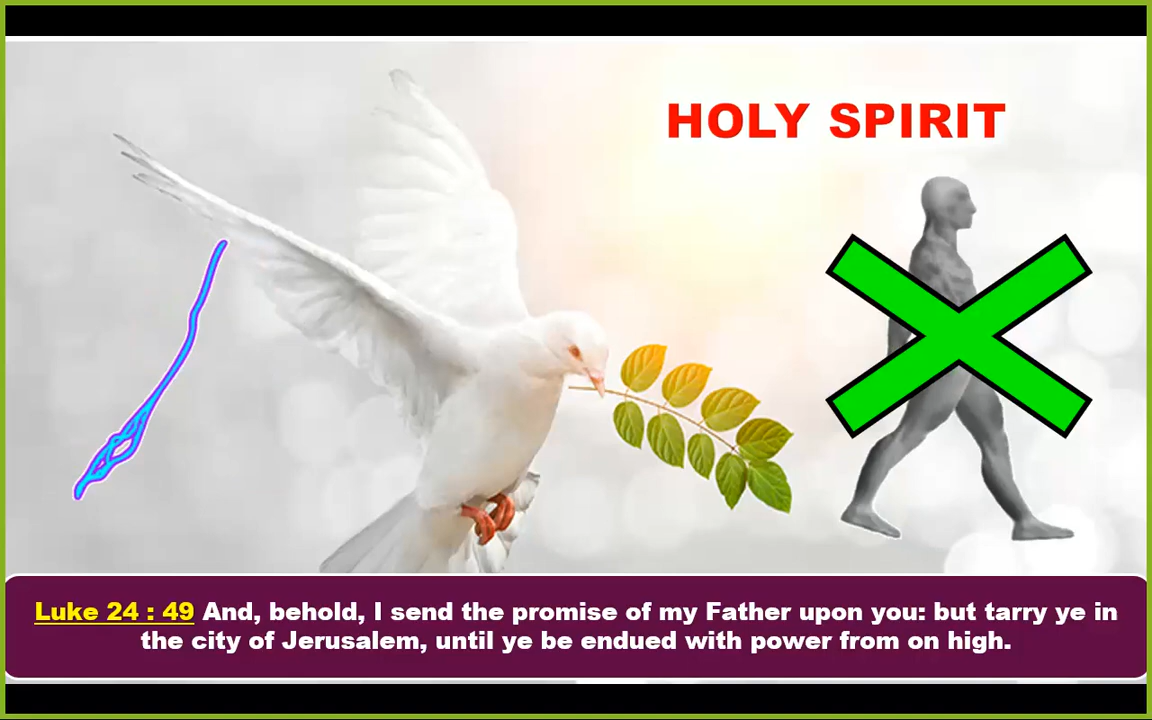 HOLY SPIRIT
Luke 24 : 49 And, behold, I send the promise of my Father upon you: but tarry ye in
the city of Jerusalem, until ye be endued with power from on high.